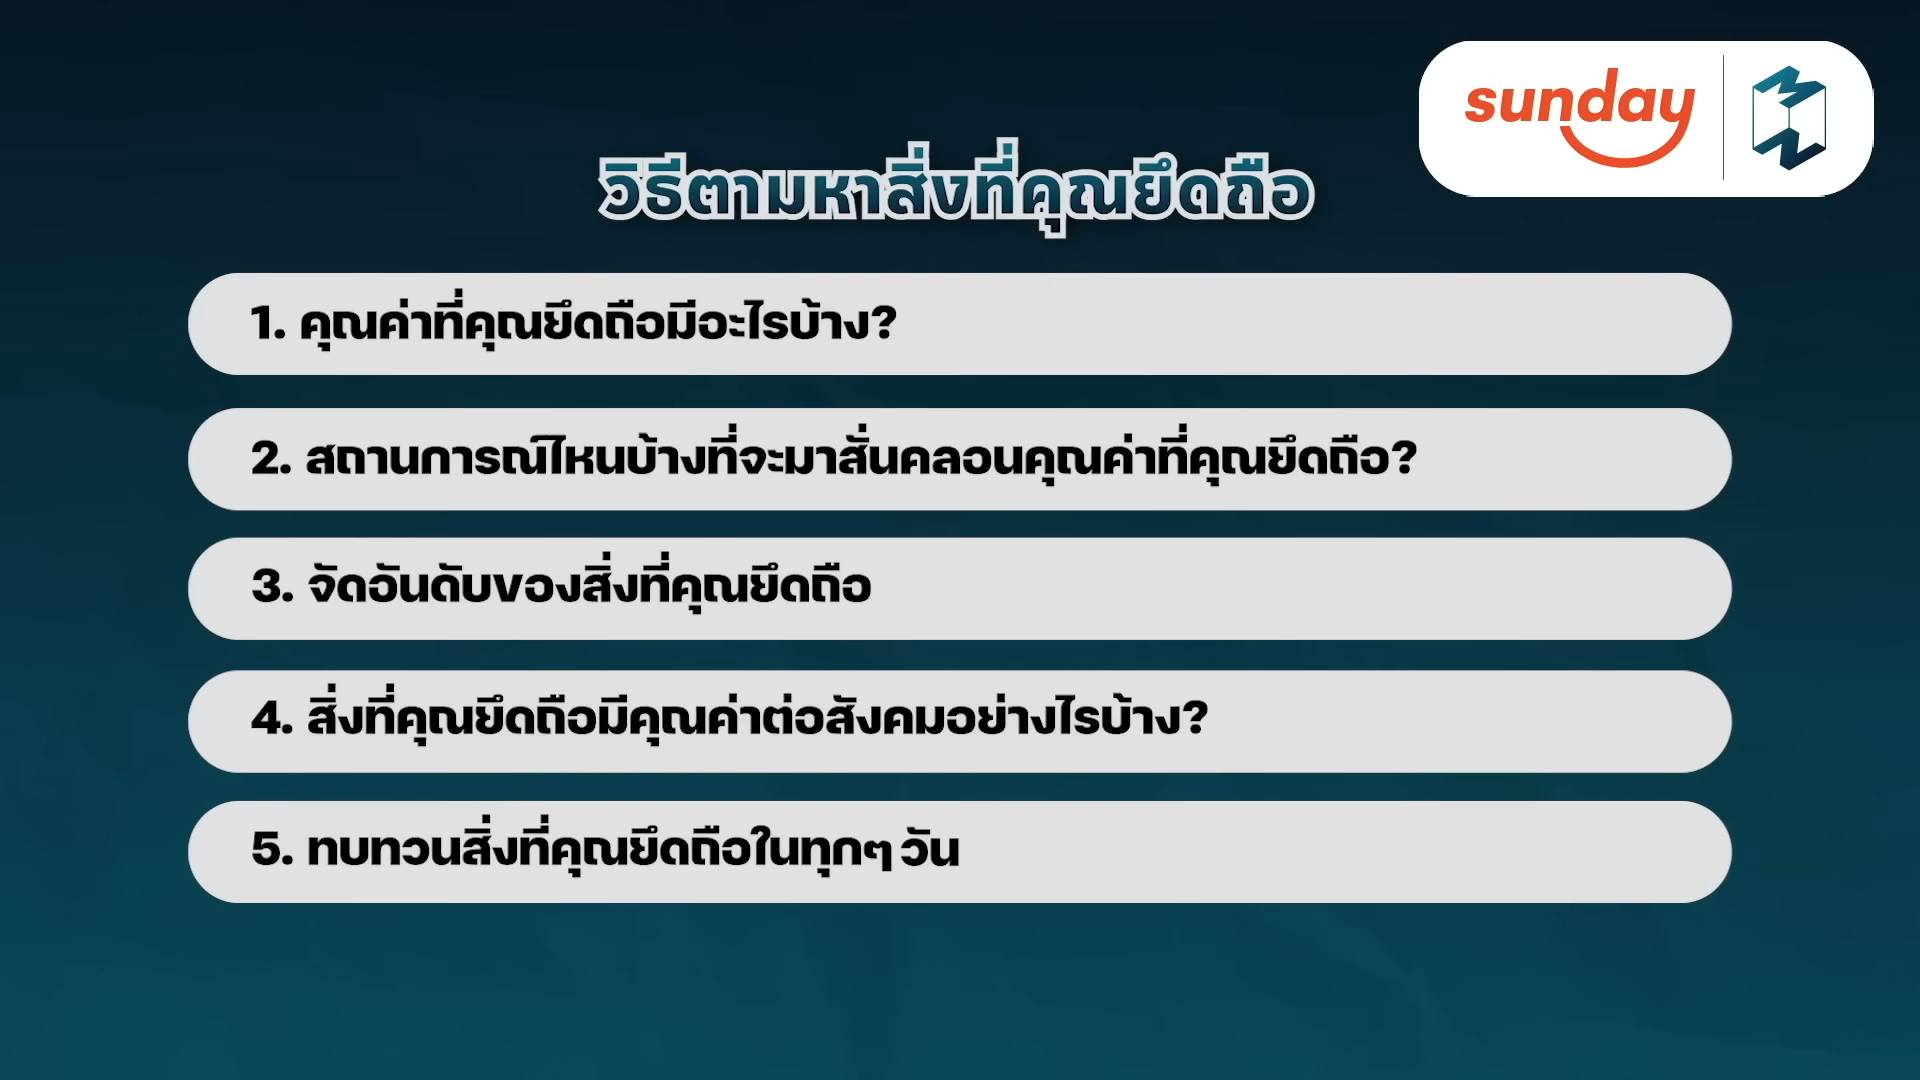 sunday
วิธีตามหาสิ่งที่คุณยึดถือ
1. คุณค่าที่คุณยึดถือมีอะไรบ้าง?
2. สถานการณ์ไหนบ้างที่จะมาสั่นคลอนคุณค่าที่คุณยึดถือ?
3. จัดอันดับของสิ่งที่คุณยึดถือ
4. สิ่งที่คุณยึดถือมีคุณค่าต่อสังคมอย่างไรบ้าง?
5. ทบทวนสิ่งที่คุณยึดถือในทุกๆ วัน